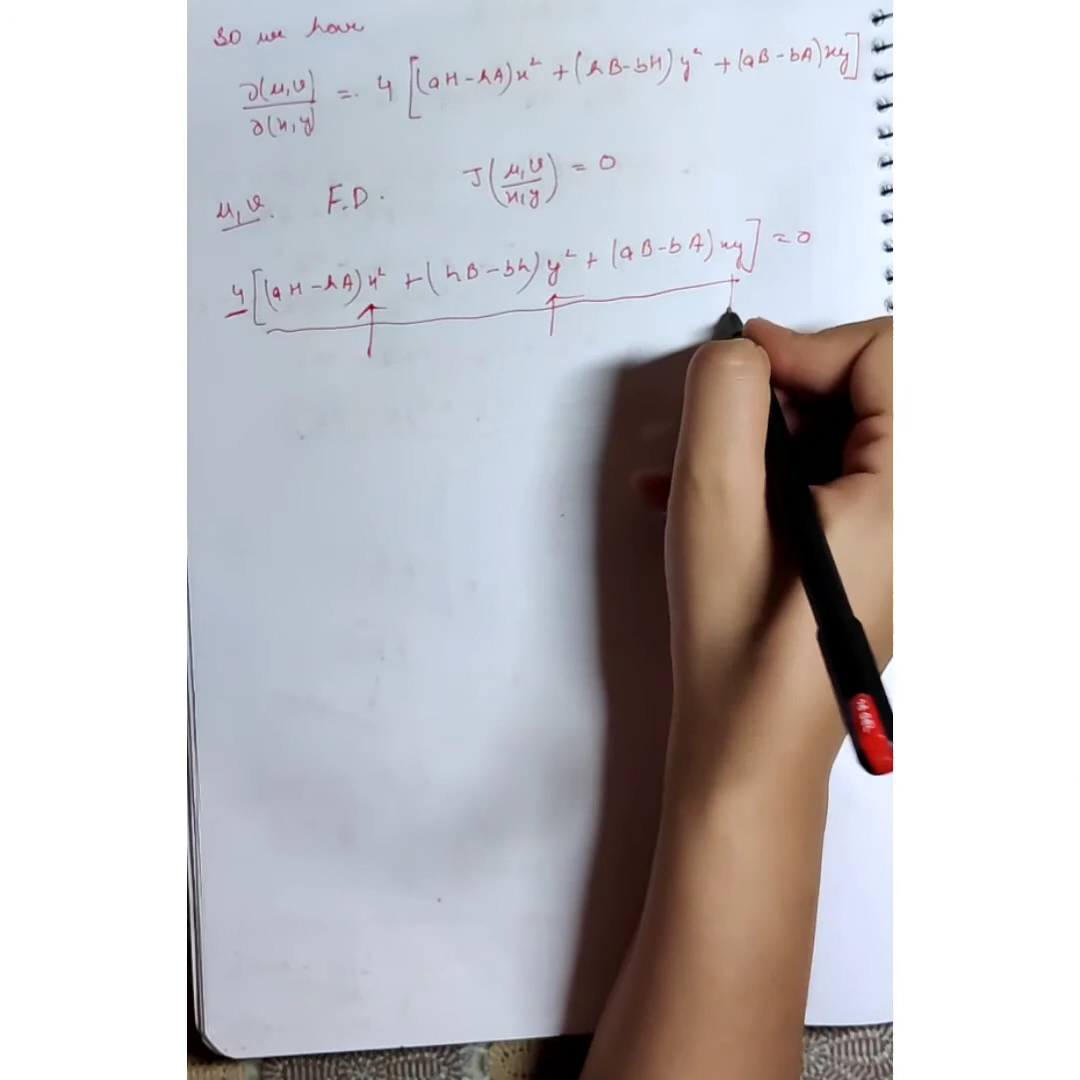 So we have
∂(u,v)/∂(x,y) = 4 [(aH-hA)x² + (hB-bH)y² + (aB-bA)xy]
u,v. F.D. J(u,v/x,y) = 0
4 [(aH-hA)x² + (hB-bh)y² + (aB-bA)xy] = 0